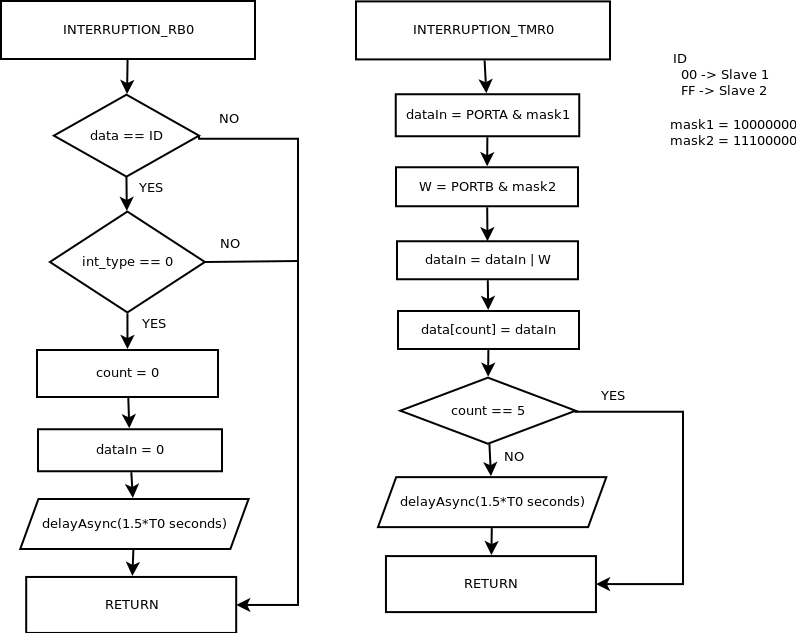 INTERRUPTION_RB0
data == ID
NO
YES
int_type == 0
NO
YES
count = 0
dataIn = 0
delayAsync(1.5*T0 seconds)
RETURN
INTERRUPTION_TMR0
dataIn = PORTA & mask1
W = PORTB & mask2
dataIn = dataIn | W
data[count] = dataIn
count == 5
YES
NO
delayAsync(1.5*T0 seconds)
RETURN
ID
00 -> Slave 1
FF -> Slave 2
mask1 = 10000000
mask2 = 11100000